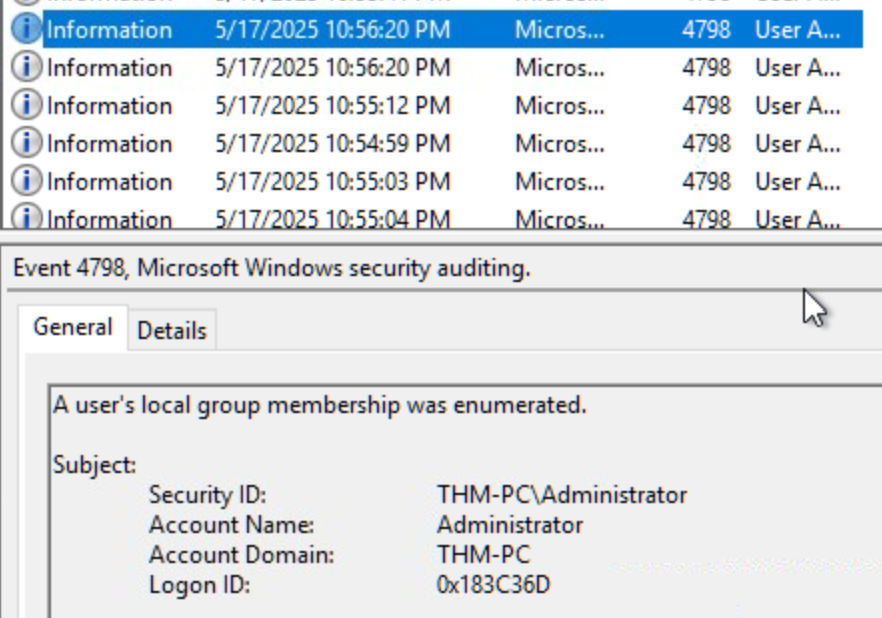 Information 5/17/2025 10:56:20 PM Micros... 4798 User A...
Information 5/17/2025 10:56:20 PM Micros... 4798 User A...
Information 5/17/2025 10:55:12 PM Micros... 4798 User A...
Information 5/17/2025 10:54:59 PM Micros... 4798 User A...
Information 5/17/2025 10:55:03 PM Micros... 4798 User A...
Information 5/17/2025 10:55:04 PM Micros... 4798 User A...
Event 4798, Microsoft Windows security auditing.
General Details
A user's local group membership was enumerated.
Subject:
Security ID: THM-PC\Administrator
Account Name: Administrator
Account Domain: THM-PC
Logon ID: 0x183C36D